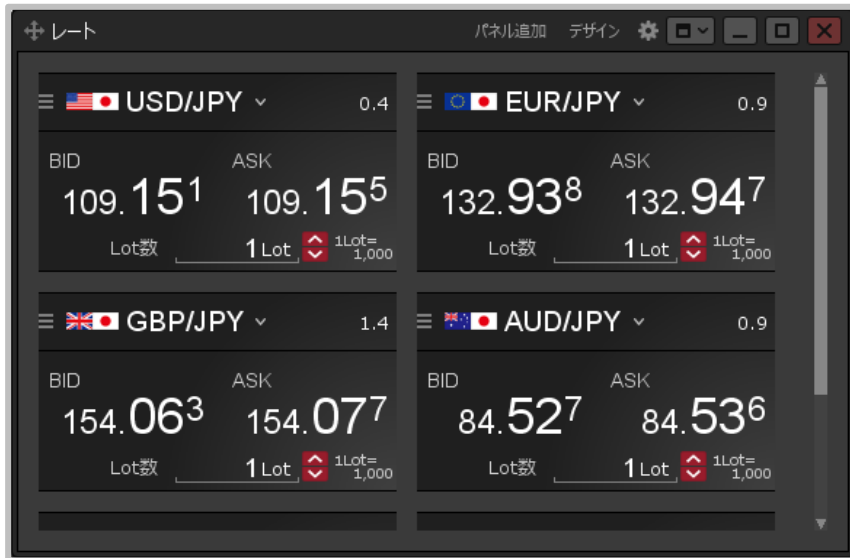 レート パネル追加 デザイン
USD/JPY 0.4
BID ASK
109.151 109.155
Lot数 1 Lot 1Lot=
1,000
EUR/JPY 0.9
BID ASK
132.938 132.947
Lot数 1 Lot 1Lot=
1,000
GBP/JPY 1.4
BID ASK
154.063 154.077
Lot数 1 Lot 1Lot=
1,000
AUD/JPY 0.9
BID ASK
84.527 84.536
Lot数 1 Lot 1Lot=
1,000